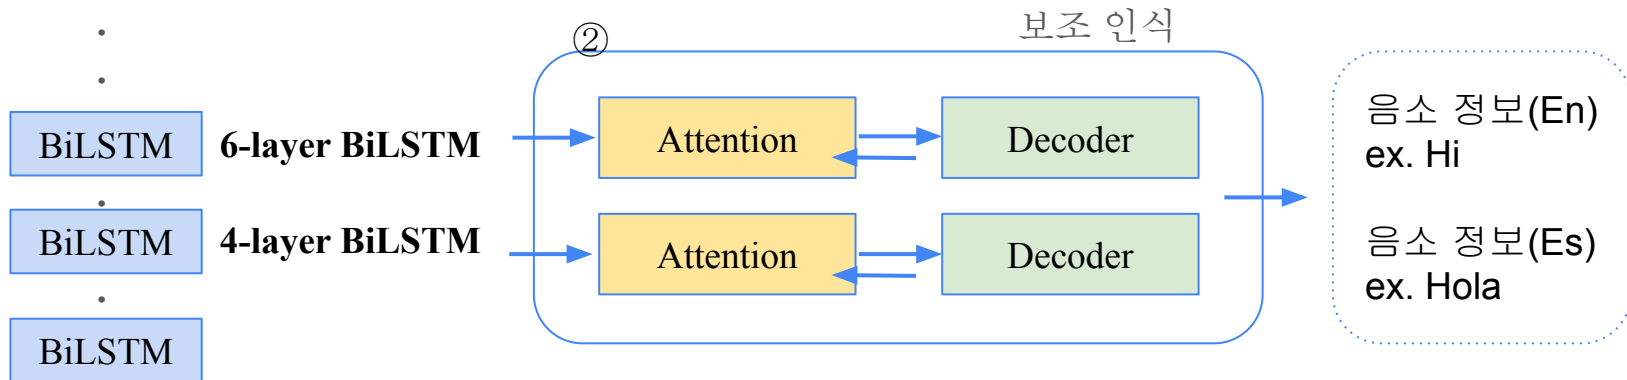 보조 인식
②
BiLSTM
6-layer BiLSTM
Attention
Decoder
음소 정보(En)
ex. Hi
BiLSTM
4-layer BiLSTM
Attention
Decoder
음소 정보(Es)
ex. Hola
BiLSTM